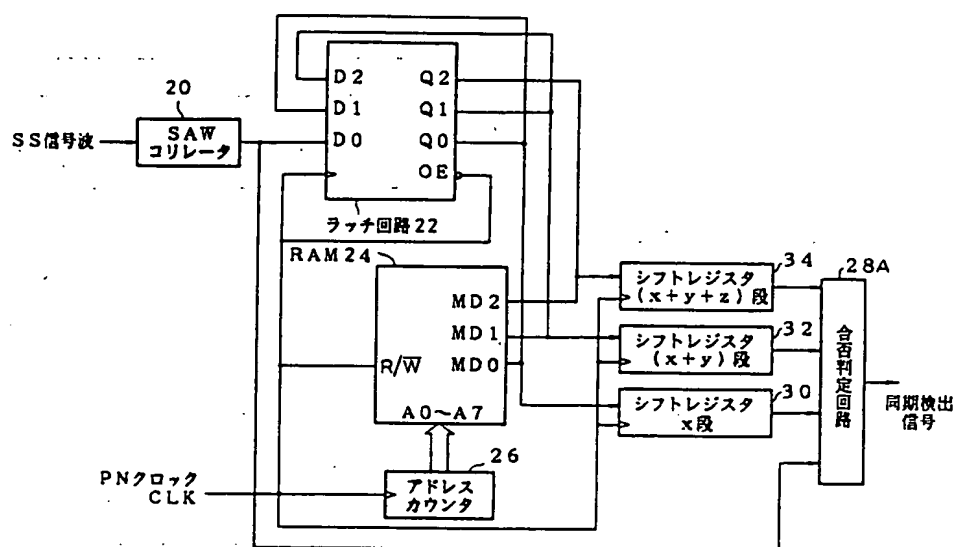 20
SS信号波
SAW
コリレータ
D2
D1
D0
Q2
Q1
Q0
OE
ラッチ回路22
RAM24
MD2
MD1
MD0
R/W
A0~A7
26
PNクロック
CLK
アドレス
カウンタ
34
シフトレジスタ
(x+y+z)段
32
シフトレジスタ
(x+y)段
30
シフトレジスタ
x段
28A
合否判定回路
同期検出
信号